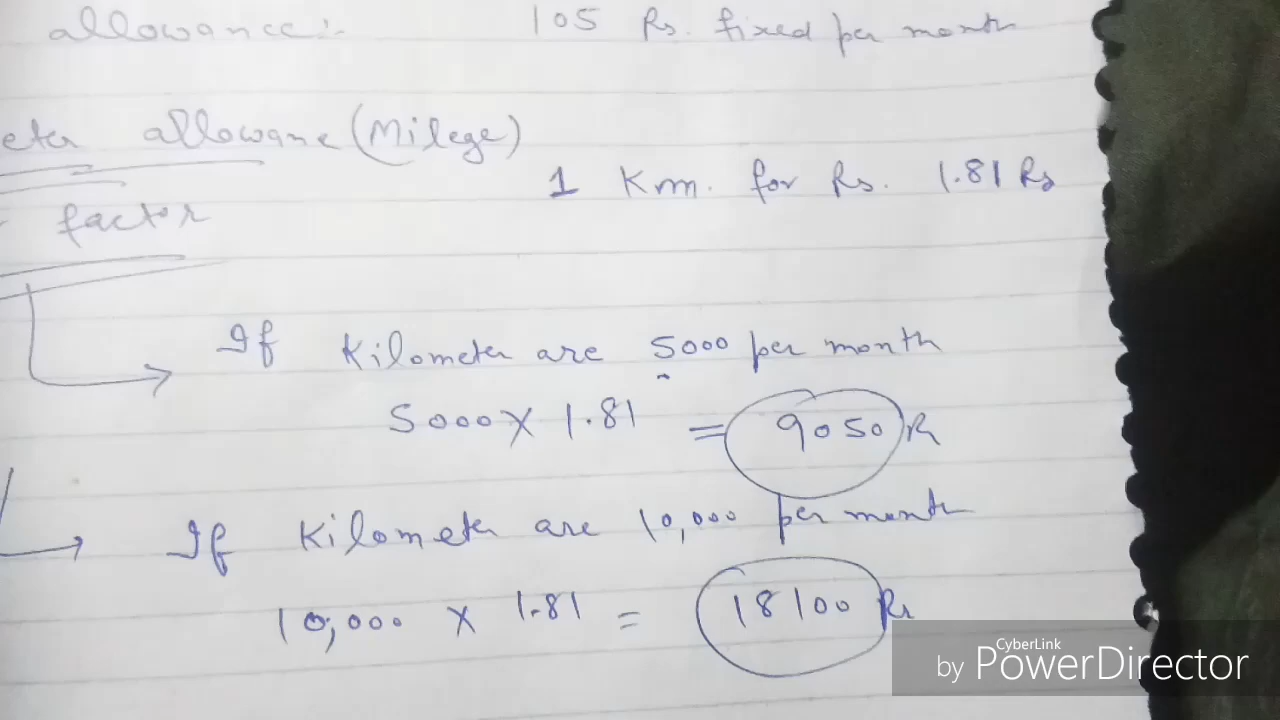 allowance:-
105 Rs. fixed per month
eter allowane (Milege)
1 Km. for Rs. 1.81 Rs
factor
If Kilometer are 5000 per month
5000 X 1.81 = 9050 Rs
If Kilometer are 10,000 per month
10,000 X 1.81 = 18100 Rs
CyberLink
by PowerDirector